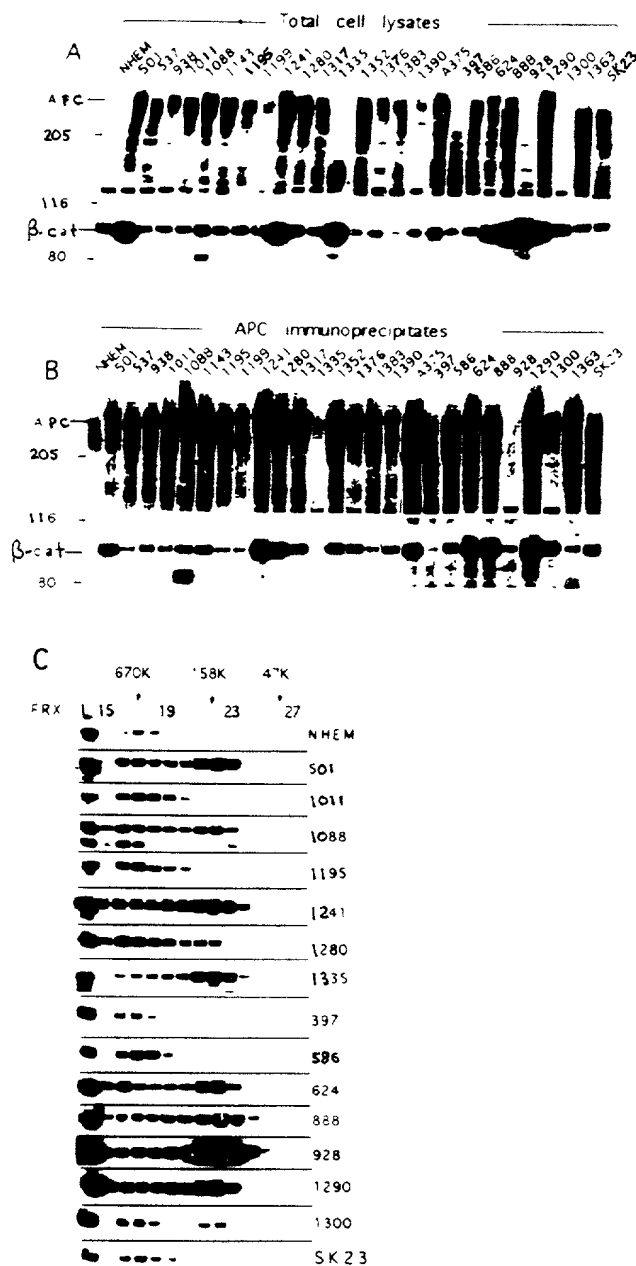 Total cell lysates
A
NHEM 501 537 938 1011 1088 1143 1195 1199 1241 1280 1317 1335 1352 1376 1383 1390 A375 397 586 624 888 928 1290 1300 1363 SK23
APC
205
116
β-cat
80
APC immunoprecipitates
B
NHEM 501 537 938 1011 1088 1143 1195 1199 1241 1280 1317 1335 1352 1376 1383 1390 A375 397 586 624 888 928 1290 1300 1363 SK23
APC
205
116
β-cat
80
C
670K 158K 47K
FRX L 15 19 23 27
NHEM
501
1011
1088
1195
1241
1280
1335
397
586
624
888
928
1290
1300
SK23